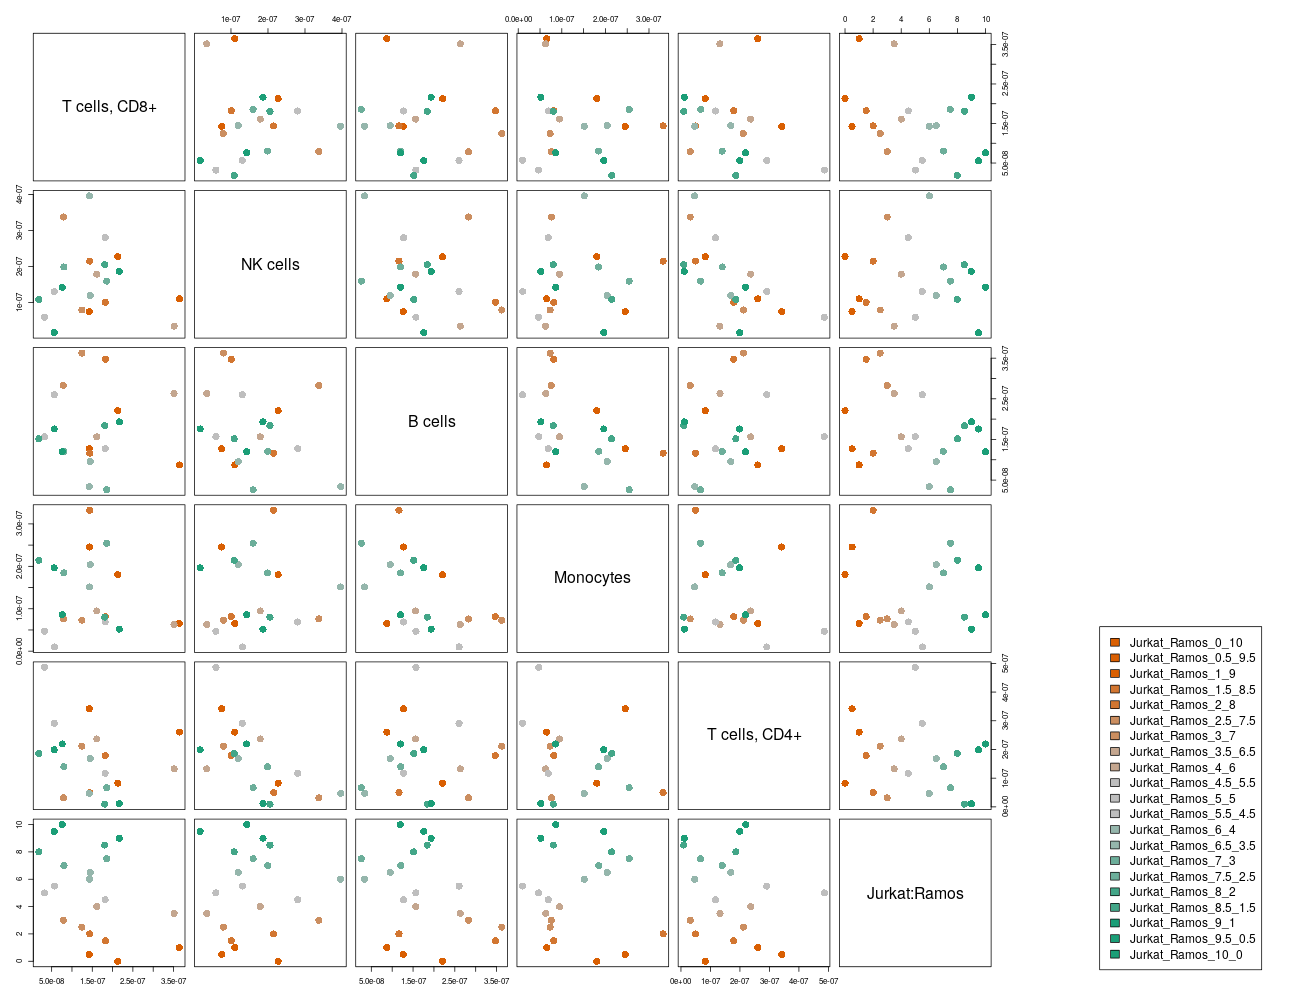 1e-07 2e-07 3e-07 4e-07
0.0e+00 1.0e-07 2.0e-07 3.0e-07
0 2 4 6 8 10
T cells, CD8+
5.0e-08 1.5e-07 2.5e-07 3.5e-07
1e-07 2e-07 3e-07 4e-07
NK cells
B cells
5.0e-08 1.5e-07 2.5e-07 3.5e-07
0.0e+00 1.0e-07 2.0e-07 3.0e-07
Monocytes
T cells, CD4+
0e+00 1e-07 2e-07 3e-07 4e-07 5e-07
0 2 4 6 8 10
Jurkat:Ramos
5.0e-08 1.5e-07 2.5e-07 3.5e-07
1e-07 2e-07 3e-07 4e-07
5.0e-08 1.5e-07 2.5e-07 3.5e-07
0e+00 1e-07 2e-07 3e-07 4e-07 5e-07
Jurkat_Ramos_0_10
Jurkat_Ramos_0.5_9.5
Jurkat_Ramos_1_9
Jurkat_Ramos_1.5_8.5
Jurkat_Ramos_2_8
Jurkat_Ramos_2.5_7.5
Jurkat_Ramos_3_7
Jurkat_Ramos_3.5_6.5
Jurkat_Ramos_4_6
Jurkat_Ramos_4.5_5.5
Jurkat_Ramos_5_5
Jurkat_Ramos_5.5_4.5
Jurkat_Ramos_6_4
Jurkat_Ramos_6.5_3.5
Jurkat_Ramos_7_3
Jurkat_Ramos_7.5_2.5
Jurkat_Ramos_8_2
Jurkat_Ramos_8.5_1.5
Jurkat_Ramos_9_1
Jurkat_Ramos_9.5_0.5
Jurkat_Ramos_10_0